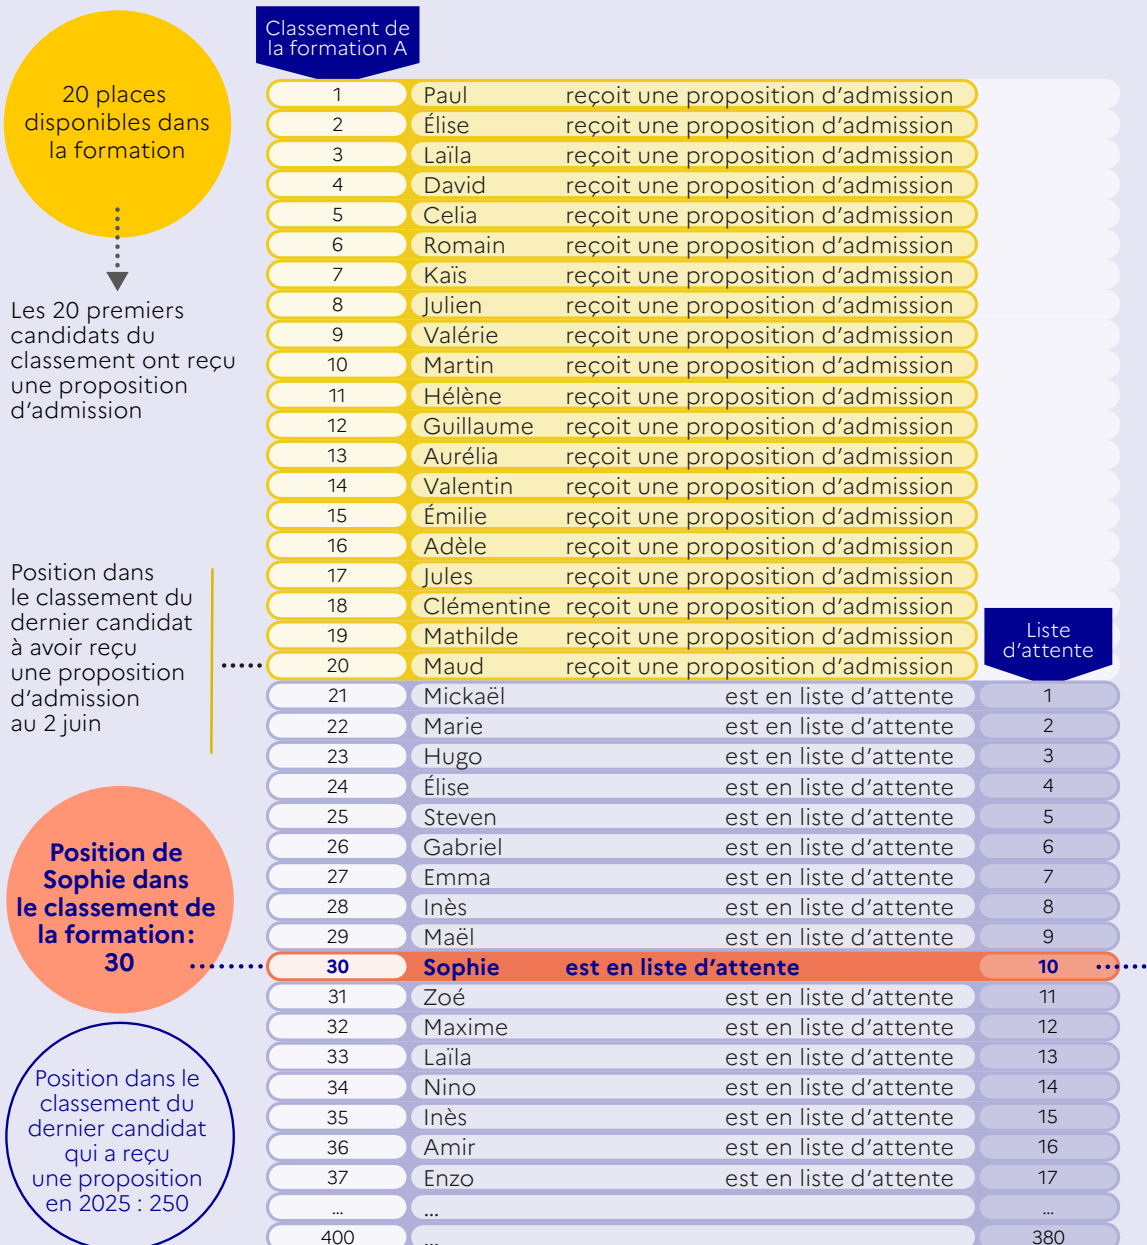 Classement de
la formation A
20 places
disponibles dans
la formation
Les 20 premiers
candidats du
classement ont reçu
une proposition
d'admission
Position dans
le classement du
dernier candidat
à avoir reçu
une proposition
d'admission
au 2 juin
Position de
Sophie dans
le classement de
la formation :
30
Position dans le
classement du
dernier candidat
qui a reçu
une proposition
en 2025 : 250
1 Paul reçoit une proposition d'admission
2 Élise reçoit une proposition d'admission
3 Laïla reçoit une proposition d'admission
4 David reçoit une proposition d'admission
5 Celia reçoit une proposition d'admission
6 Romain reçoit une proposition d'admission
7 Kaïs reçoit une proposition d'admission
8 Julien reçoit une proposition d'admission
9 Valérie reçoit une proposition d'admission
10 Martin reçoit une proposition d'admission
11 Hélène reçoit une proposition d'admission
12 Guillaume reçoit une proposition d'admission
13 Aurélia reçoit une proposition d'admission
14 Valentin reçoit une proposition d'admission
15 Émilie reçoit une proposition d'admission
16 Adèle reçoit une proposition d'admission
17 Jules reçoit une proposition d'admission
18 Clémentine reçoit une proposition d'admission
19 Mathilde reçoit une proposition d'admission
20 Maud reçoit une proposition d'admission
Liste
d'attente
21 Mickaël est en liste d'attente 1
22 Marie est en liste d'attente 2
23 Hugo est en liste d'attente 3
24 Élise est en liste d'attente 4
25 Steven est en liste d'attente 5
26 Gabriel est en liste d'attente 6
27 Emma est en liste d'attente 7
28 Inès est en liste d'attente 8
29 Maël est en liste d'attente 9
30 Sophie est en liste d'attente 10
31 Zoé est en liste d'attente 11
32 Maxime est en liste d'attente 12
33 Laïla est en liste d'attente 13
34 Nino est en liste d'attente 14
35 Inès est en liste d'attente 15
36 Amir est en liste d'attente 16
37 Enzo est en liste d'attente 17
... ... ...
400 ... 380